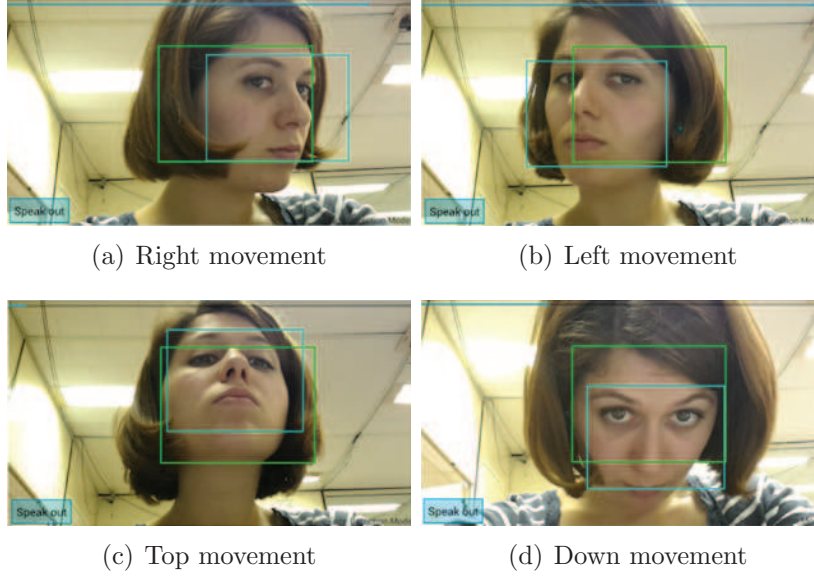 Speak out
(a) Right movement
Speak out
(b) Left movement
Speak out
(c) Top movement
Speak out
(d) Down movement